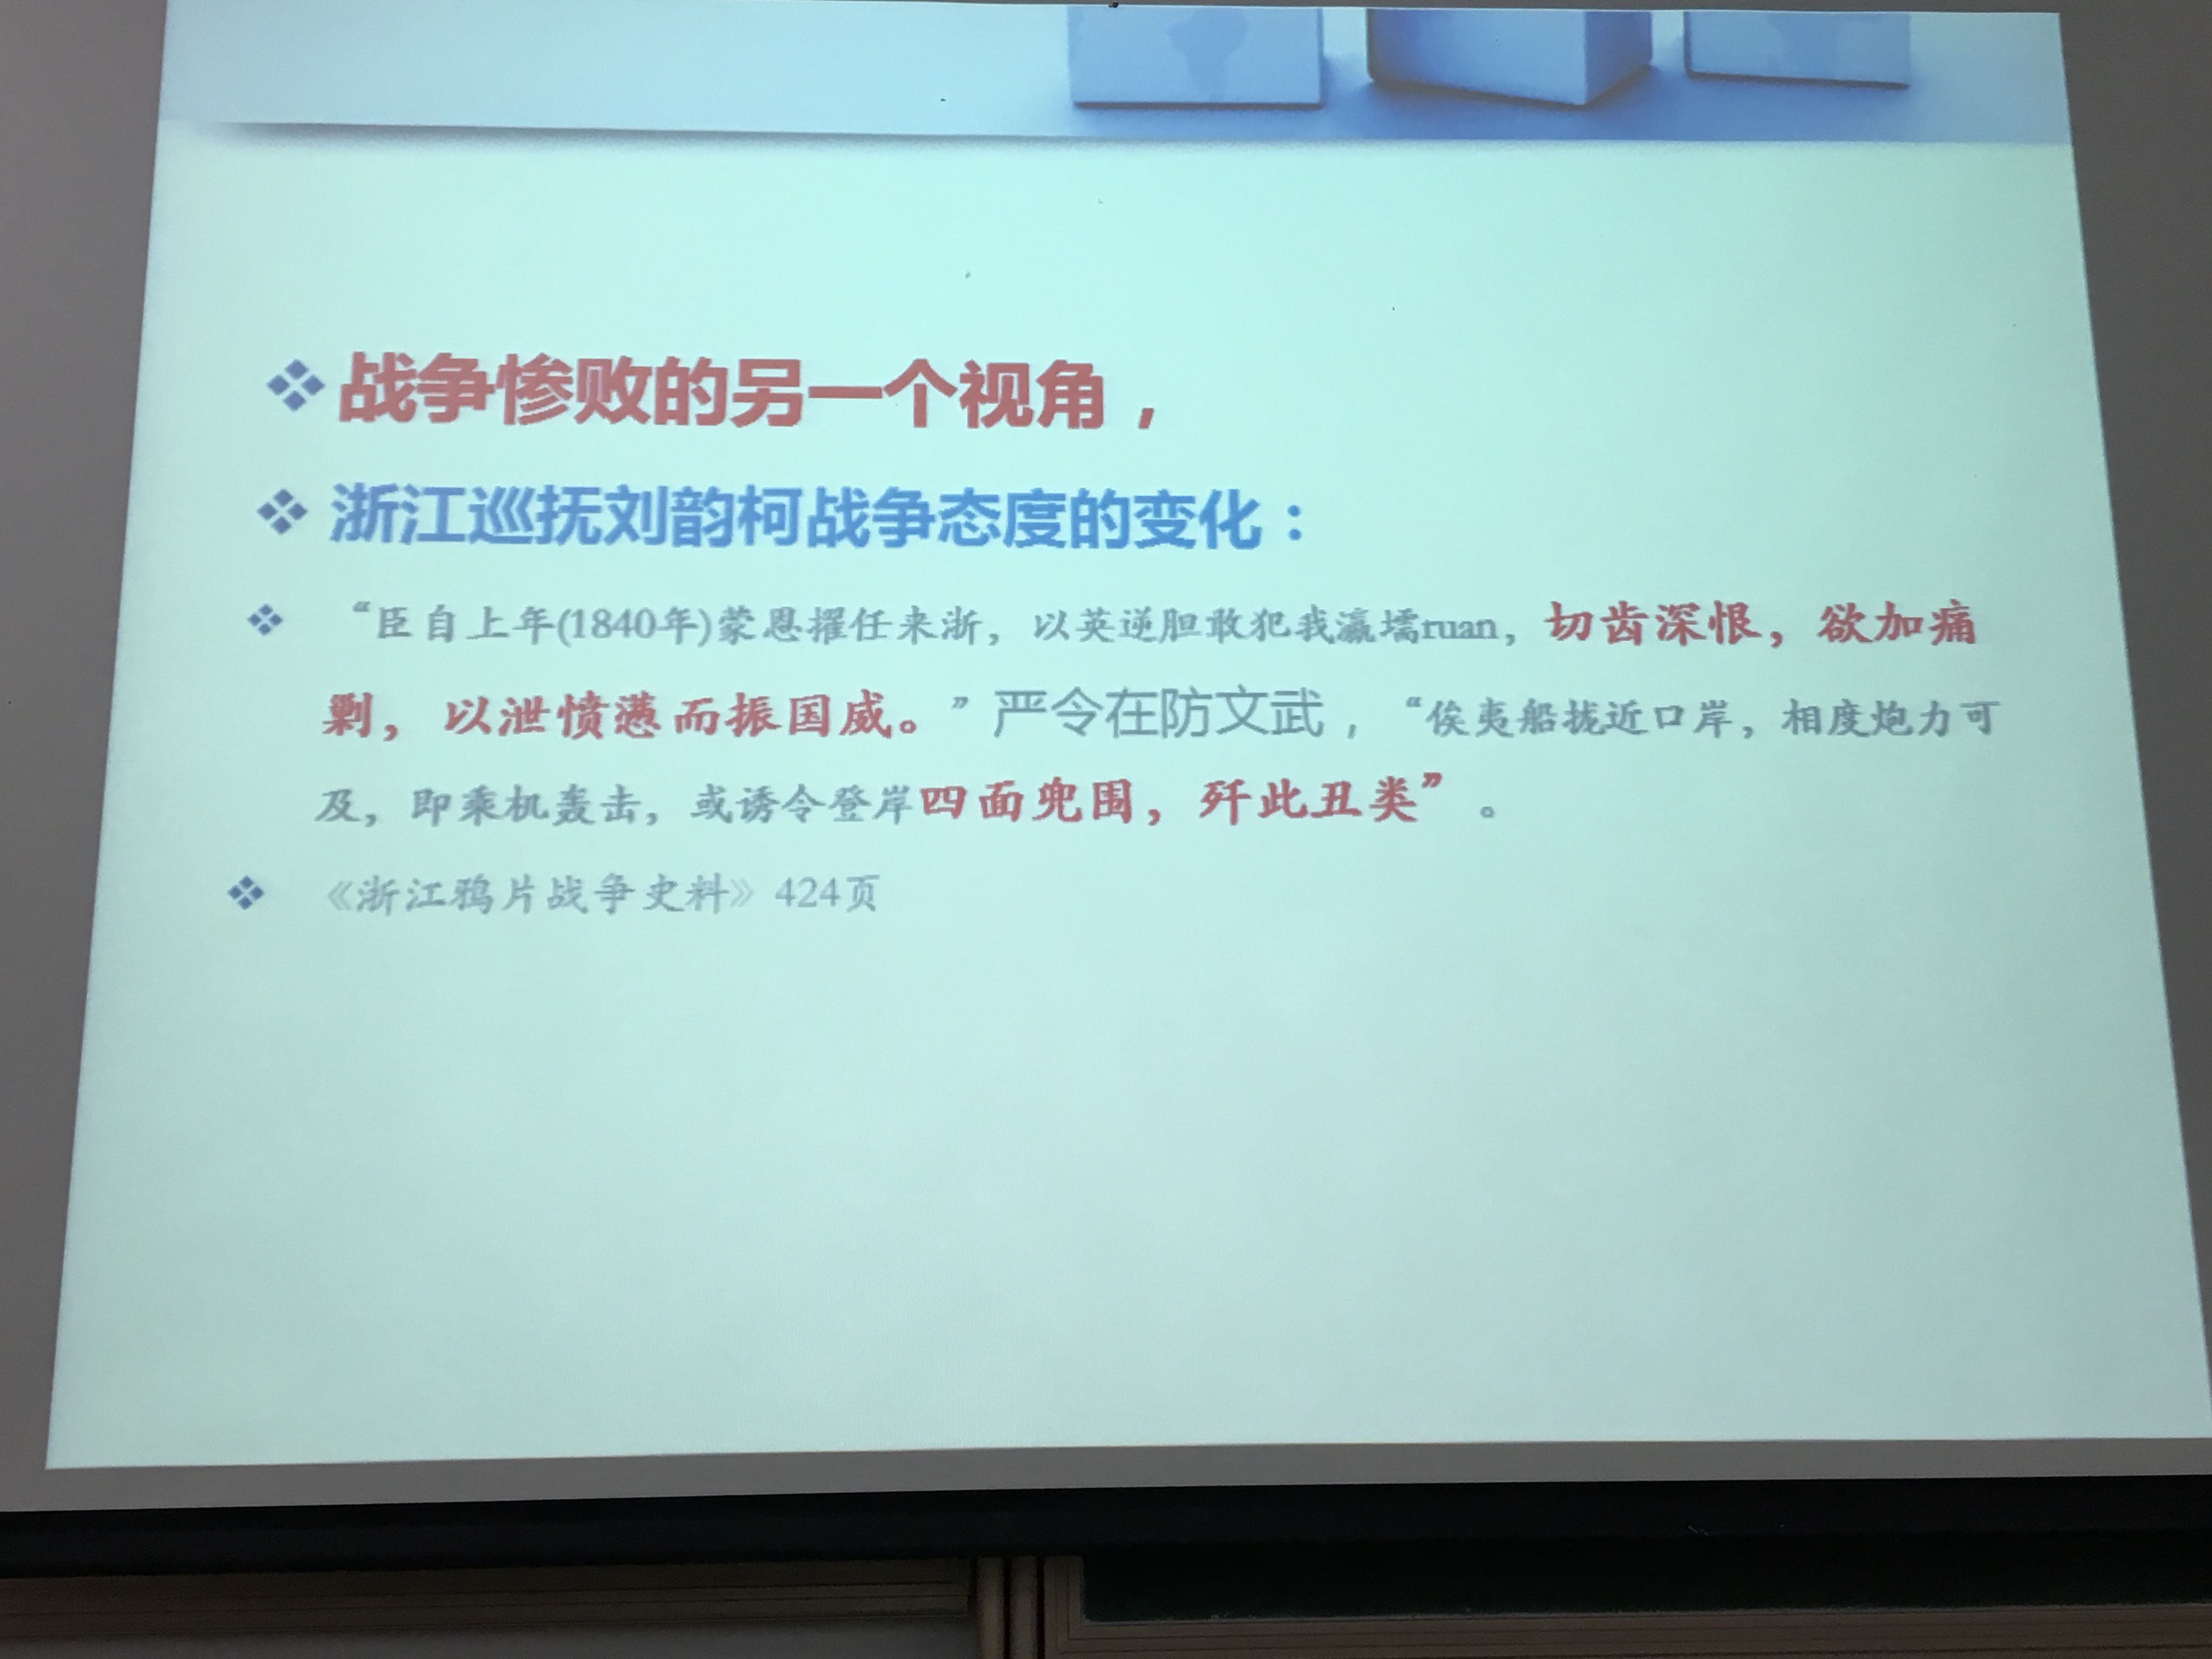 战争惨败的另一个视角，
浙江巡抚刘韵柯战争态度的变化：
“臣自上年(1840年)蒙恩擢任来浙，以英逆胆敢犯我瀛壖ruan，切齿深恨，欲加痛
剿，以泄愤懑而振国威。”严令在防文武，“俟夷船拢近口岸，相度炮力可
及，即乘机轰击，或诱令登岸四面兜围，歼此丑类”。
《浙江鸦片战争史料》424页